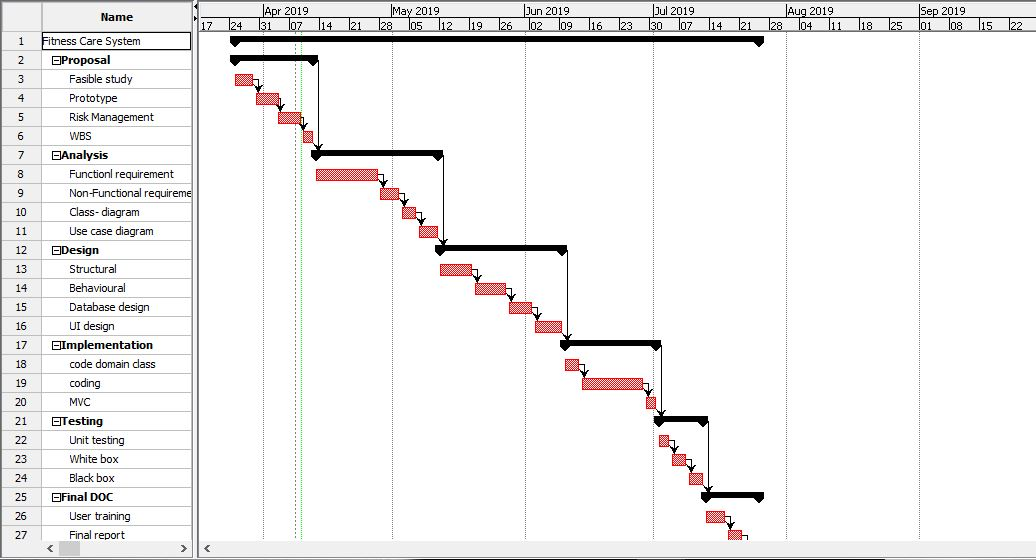 Name
Apr 2019 May 2019 Jun 2019 Jul 2019 Aug 2019 Sep 2019
17 24 31 07 14 21 28 05 12 19 26 02 09 16 23 30 07 14 21 28 04 11 18 25 01 08 15 22
1 Fitness Care System
2 Proposal
3 Fasible study
4 Prototype
5 Risk Management
6 WBS
7 Analysis
8 Functionl requirement
9 Non-Functional requireme
10 Class- diagram
11 Use case diagram
12 Design
13 Structural
14 Behavioural
15 Database design
16 UI design
17 Implementation
18 code domain class
19 coding
20 MVC
21 Testing
22 Unit testing
23 White box
24 Black box
25 Final DOC
26 User training
27 Final report